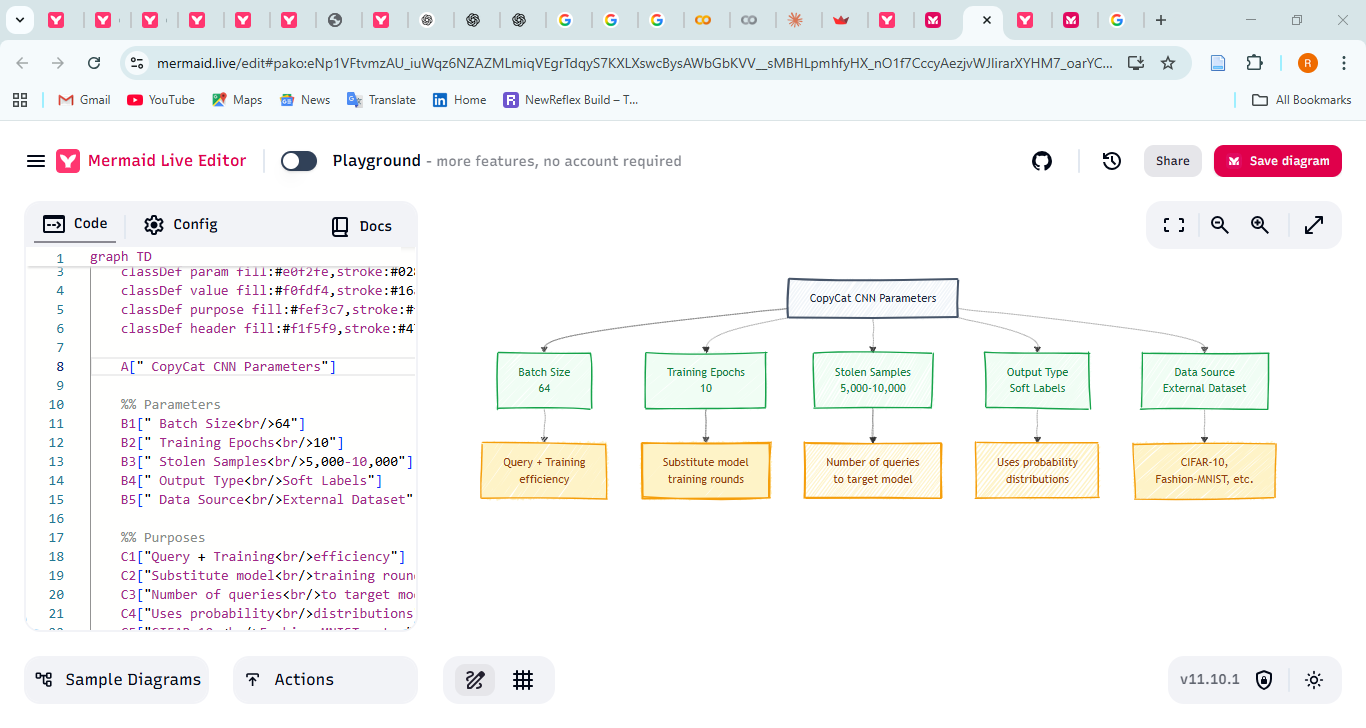 mermaid.live/edit#pako:eNp1VFtvmzAU_iuWqz6NZAZMLmiqVEgrTdqyS7KXLXswcBysAWbGbGbKVV__sMBHLpmhfyHX_nO1f7CccyAezjvWJlirarXYHM7_oarYC...
R
Gmail
YouTube
Maps
News
Translate
Home
NewReflex Build – T...
All Bookmarks
Mermaid Live Editor
Playground - more features, no account required
Share
Save diagram
Code
Config
Docs
1 graph TD
3 classDef param fill:#e0f2fe,stroke:#028
4 classDef value fill:#f0fdf4,stroke:#16
5 classDef purpose fill:#fef3c7,stroke:#
6 classDef header fill:#f1f5f9,stroke:#4
7
8 A[" CopyCat CNN Parameters"]
9
10 %% Parameters
11 B1[" Batch Size<br/>64"]
12 B2[" Training Epochs<br/>10"]
13 B3[" Stolen Samples<br/>5,000-10,000"]
14 B4[" Output Type<br/>Soft Labels"]
15 B5[" Data Source<br/>External Dataset"
16
17 %% Purposes
18 C1["Query + Training<br/>efficiency"]
19 C2["Substitute model<br/>training roun
20 C3["Number of queries<br/>to target mo
21 C4["Uses probability<br/>distributions
CopyCat CNN Parameters
Batch Size
64
Training Epochs
10
Stolen Samples
5,000-10,000
Output Type
Soft Labels
Data Source
External Dataset
Query + Training
efficiency
Substitute model
training rounds
Number of queries
to target model
Uses probability
distributions
CIFAR-10,
Fashion-MNIST, etc.
Sample Diagrams
Actions
v11.10.1